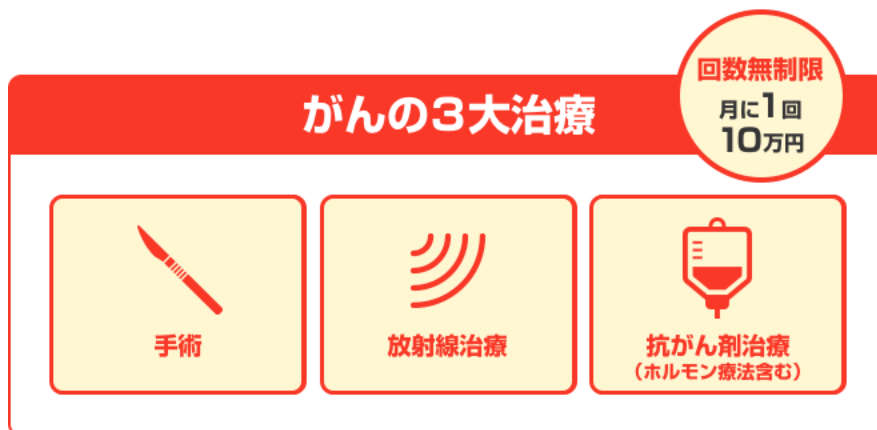 回数無制限
月に1回
10万円
がんの3大治療
手術
放射線治療
抗がん剤治療
（ホルモン療法含む）